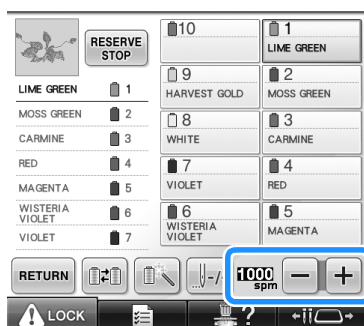 RESERVE
STOP
LIME GREEN 1
MOSS GREEN 2
CARMINE 3
RED 4
MAGENTA 5
WISTERIA
VIOLET 6
VIOLET 7
10
1
LIME GREEN
9
HARVEST GOLD
2
MOSS GREEN
8
WHITE
3
CARMINE
7
VIOLET
4
RED
6
WISTERIA
VIOLET
5
MAGENTA
RETURN
1000
spm
- +
LOCK
?